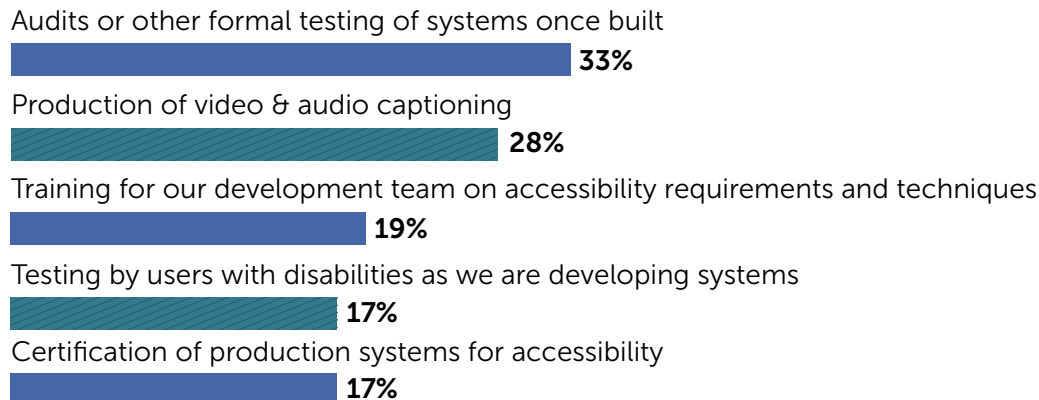 Audits or other formal testing of systems once built
33%
Production of video & audio captioning
28%
Training for our development team on accessibility requirements and techniques
19%
Testing by users with disabilities as we are developing systems
17%
Certification of production systems for accessibility
17%